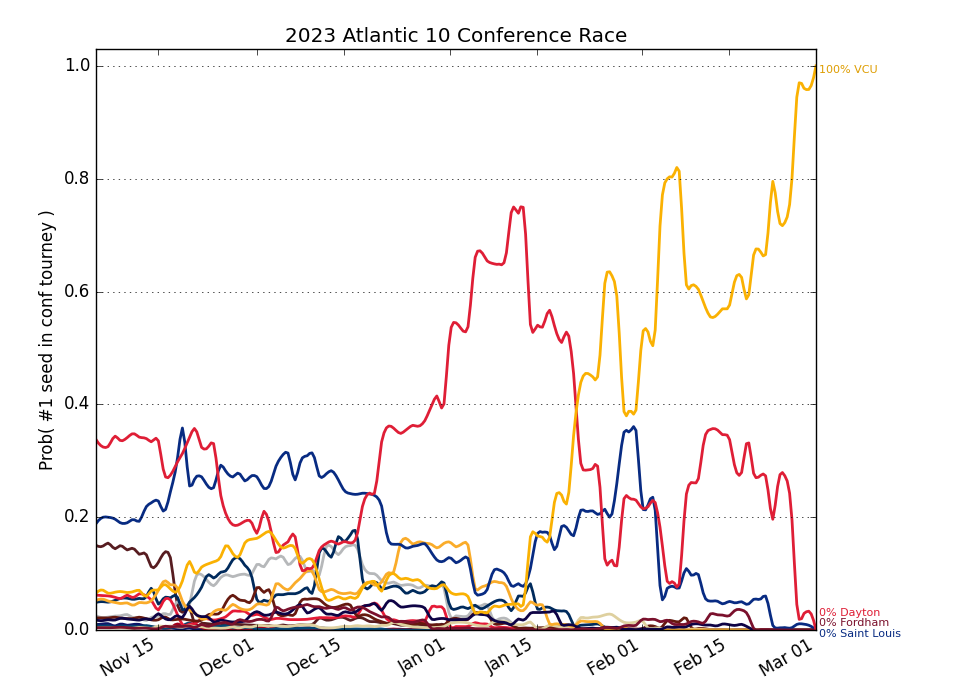 2023 Atlantic 10 Conference Race
Prob( #1 seed in conf tourney )
1.0
0.8
0.6
0.4
0.2
0.0
Nov 15
Dec 01
Dec 15
Jan 01
Jan 15
Feb 01
Feb 15
Mar 01
100% VCU
0% Dayton
0% Fordham
0% Saint Louis